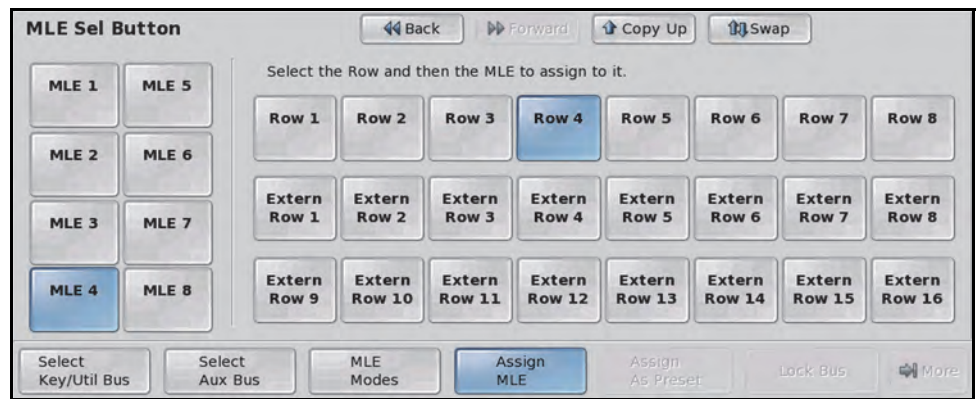 MLE Sel Button
Back
Forward
Copy Up
Swap
MLE 1
MLE 5
MLE 2
MLE 6
MLE 3
MLE 7
MLE 4
MLE 8
Select the Row and then the MLE to assign to it.
Row 1
Row 2
Row 3
Row 4
Row 5
Row 6
Row 7
Row 8
Extern
Row 1
Extern
Row 2
Extern
Row 3
Extern
Row 4
Extern
Row 5
Extern
Row 6
Extern
Row 7
Extern
Row 8
Extern
Row 9
Extern
Row 10
Extern
Row 11
Extern
Row 12
Extern
Row 13
Extern
Row 14
Extern
Row 15
Extern
Row 16
Select
Key/Util Bus
Select
Aux Bus
MLE
Modes
Assign
MLE
Assign
As Preset
Lock Bus
More